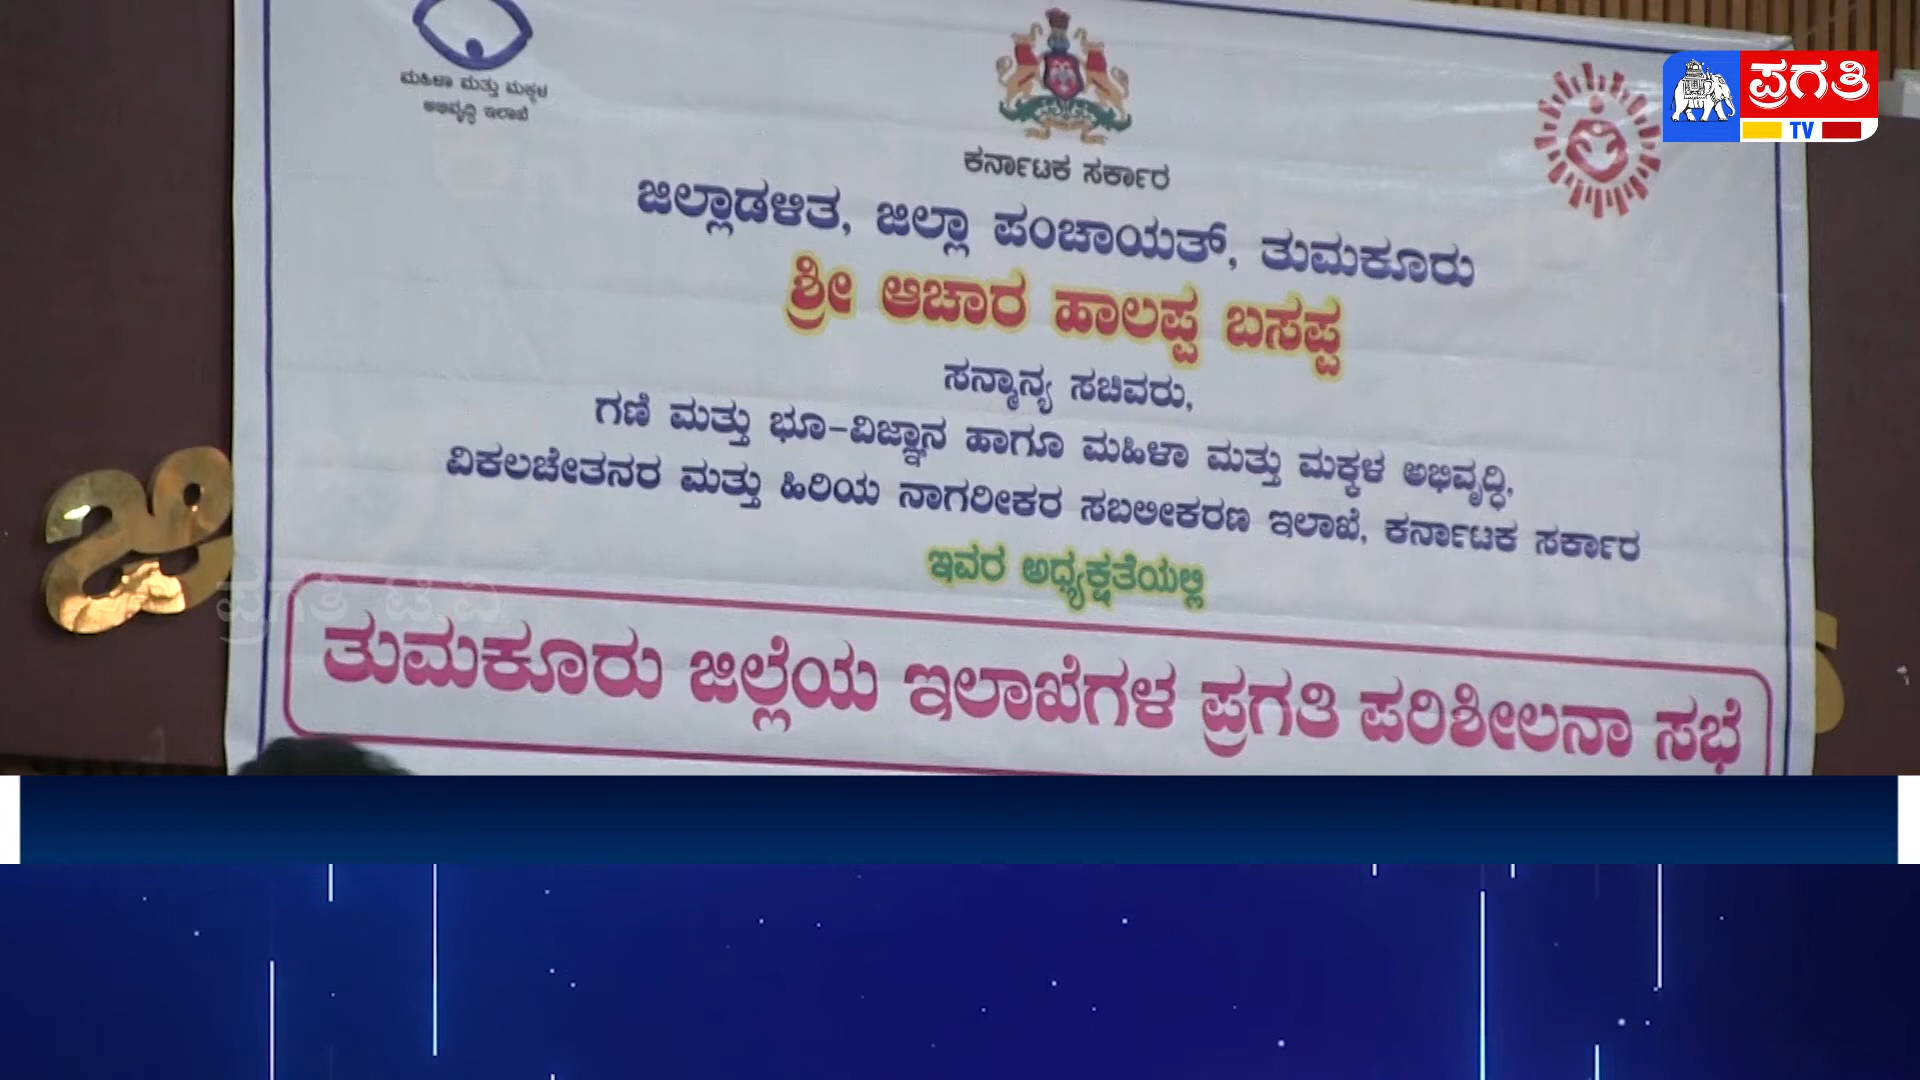 ಪ್ರಗತಿ
TV
ಮಹಿಳಾ ಮತ್ತು ಮಕ್ಕಳ
ಅಭಿವೃದ್ಧಿ ಇಲಾಖೆ
ಕರ್ನಾಟಕ ಸರ್ಕಾರ
ಜಿಲ್ಲಾಡಳಿತ, ಜಿಲ್ಲಾ ಪಂಚಾಯತ್, ತುಮಕೂರು
ಶ್ರೀ ಆಚಾರ ಹಾಲಪ್ಪ ಬಸಪ್ಪ
ಸನ್ಮಾನ್ಯ ಸಚಿವರು,
ಗಣಿ ಮತ್ತು ಭೂ-ವಿಜ್ಞಾನ ಹಾಗೂ ಮಹಿಳಾ ಮತ್ತು ಮಕ್ಕಳ ಅಭಿವೃದ್ಧಿ,
ವಿಕಲಚೇತನರ ಮತ್ತು ಹಿರಿಯ ನಾಗರೀಕರ ಸಬಲೀಕರಣ ಇಲಾಖೆ, ಕರ್ನಾಟಕ ಸರ್ಕಾರ
ಇವರ ಅಧ್ಯಕ್ಷತೆಯಲ್ಲಿ
ಪ್ರಗತಿ ಟಿವಿ
ತುಮಕೂರು ಜಿಲ್ಲೆಯ ಇಲಾಖೆಗಳ ಪ್ರಗತಿ ಪರಿಶೀಲನಾ ಸಭೆ